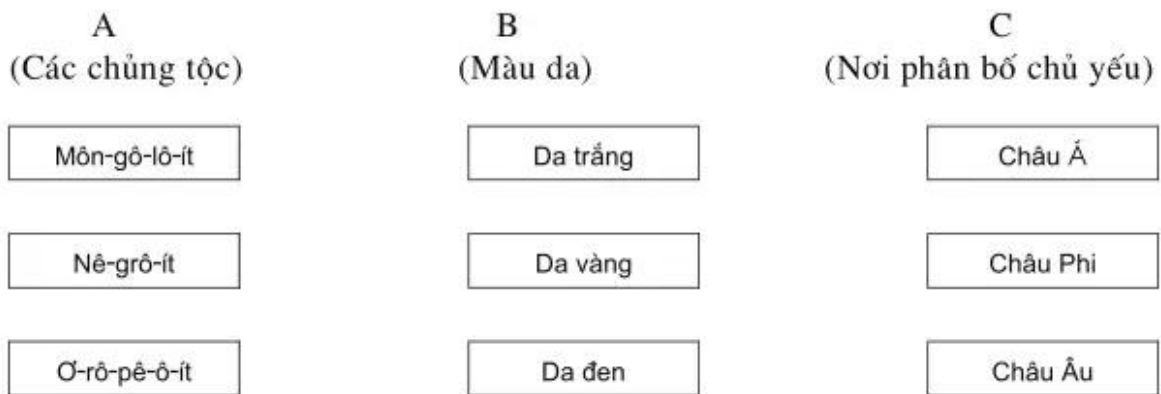 A B C
(Các chủng tộc) (Màu da) (Nơi phân bố chủ yếu)
Môn-gô-lô-ít Da trắng Châu Á
Nê-grô-ít Da vàng Châu Phi
Ơ-rô-pê-ô-ít Da đen Châu Âu